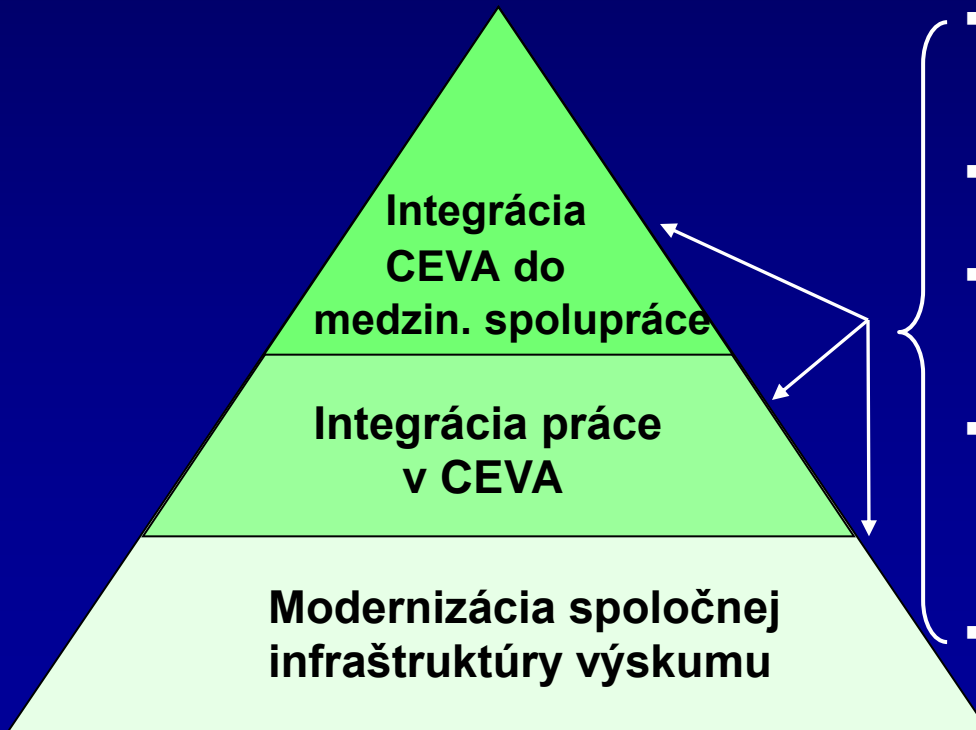 Integrácia
CEVA do
medzin. spolupráce
Integrácia práce
v CEVA
Modernizácia spoločnej
infraštruktúry výskumu